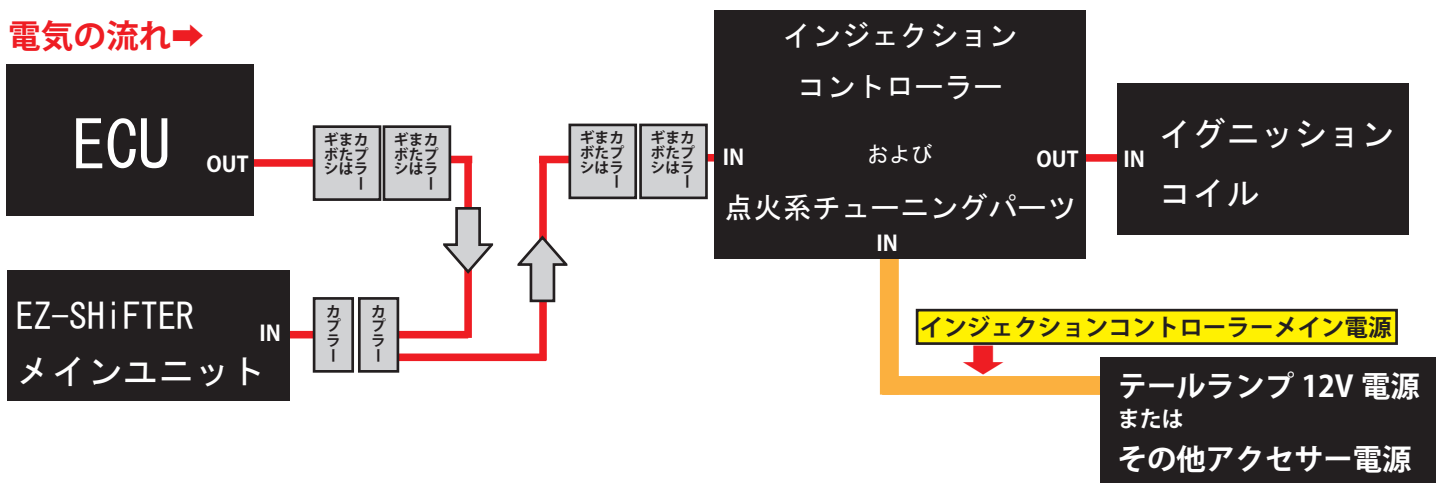 電気の流れ➡
ECU
OUT
カプラー
または
ギボシ
カプラー
または
ギボシ
EZ-SHiFTER
メインユニット
IN
カプラー
カプラー
カプラー
または
ギボシ
カプラー
または
ギボシ
インジェクション
コントローラー
IN
および
OUT
点火系チューニングパーツ
IN
IN
イグニッション
コイル
インジェクションコントローラーメイン電源
テールランプ 12V 電源
または
その他アクセサー電源